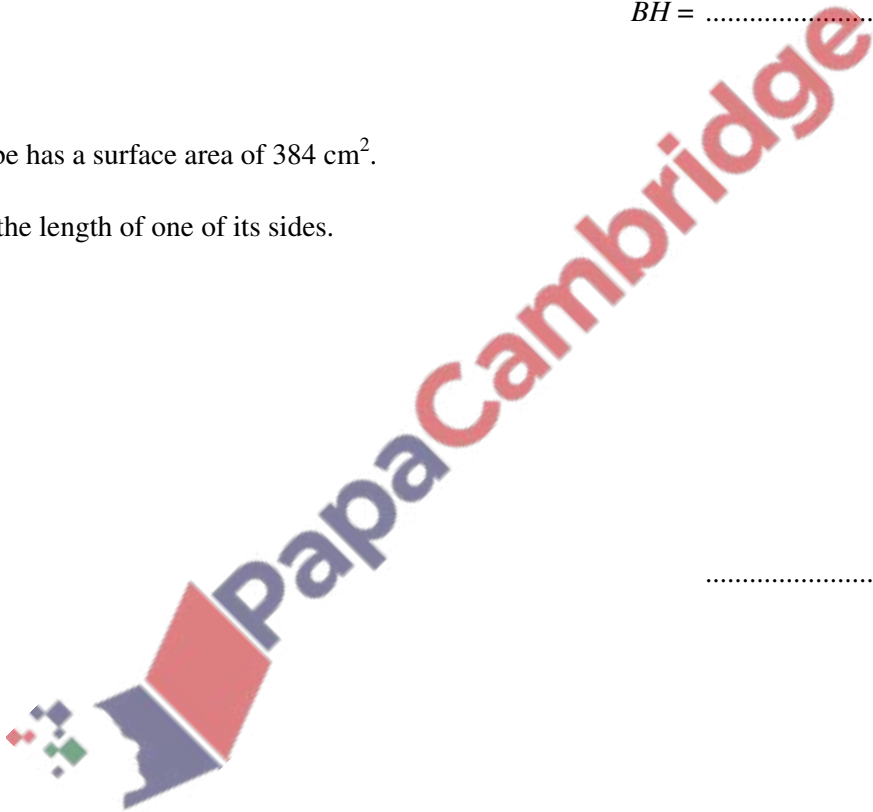 BH = .......................
be has a surface area of 384 cm².
the length of one of its sides.
.......................
PapaCambridge